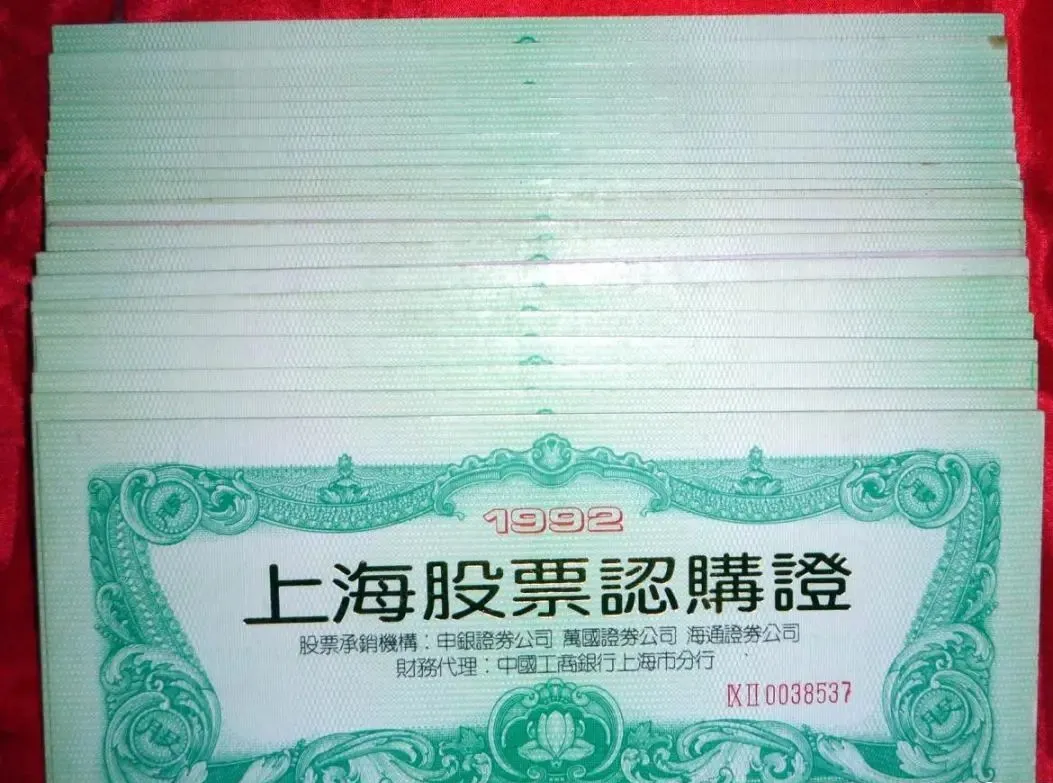 1992
上海股票認購證
股票承銷機構：申銀證券公司 萬國證券公司 海通證券公司
財務代理：中國工商銀行上海市分行
0038537
股